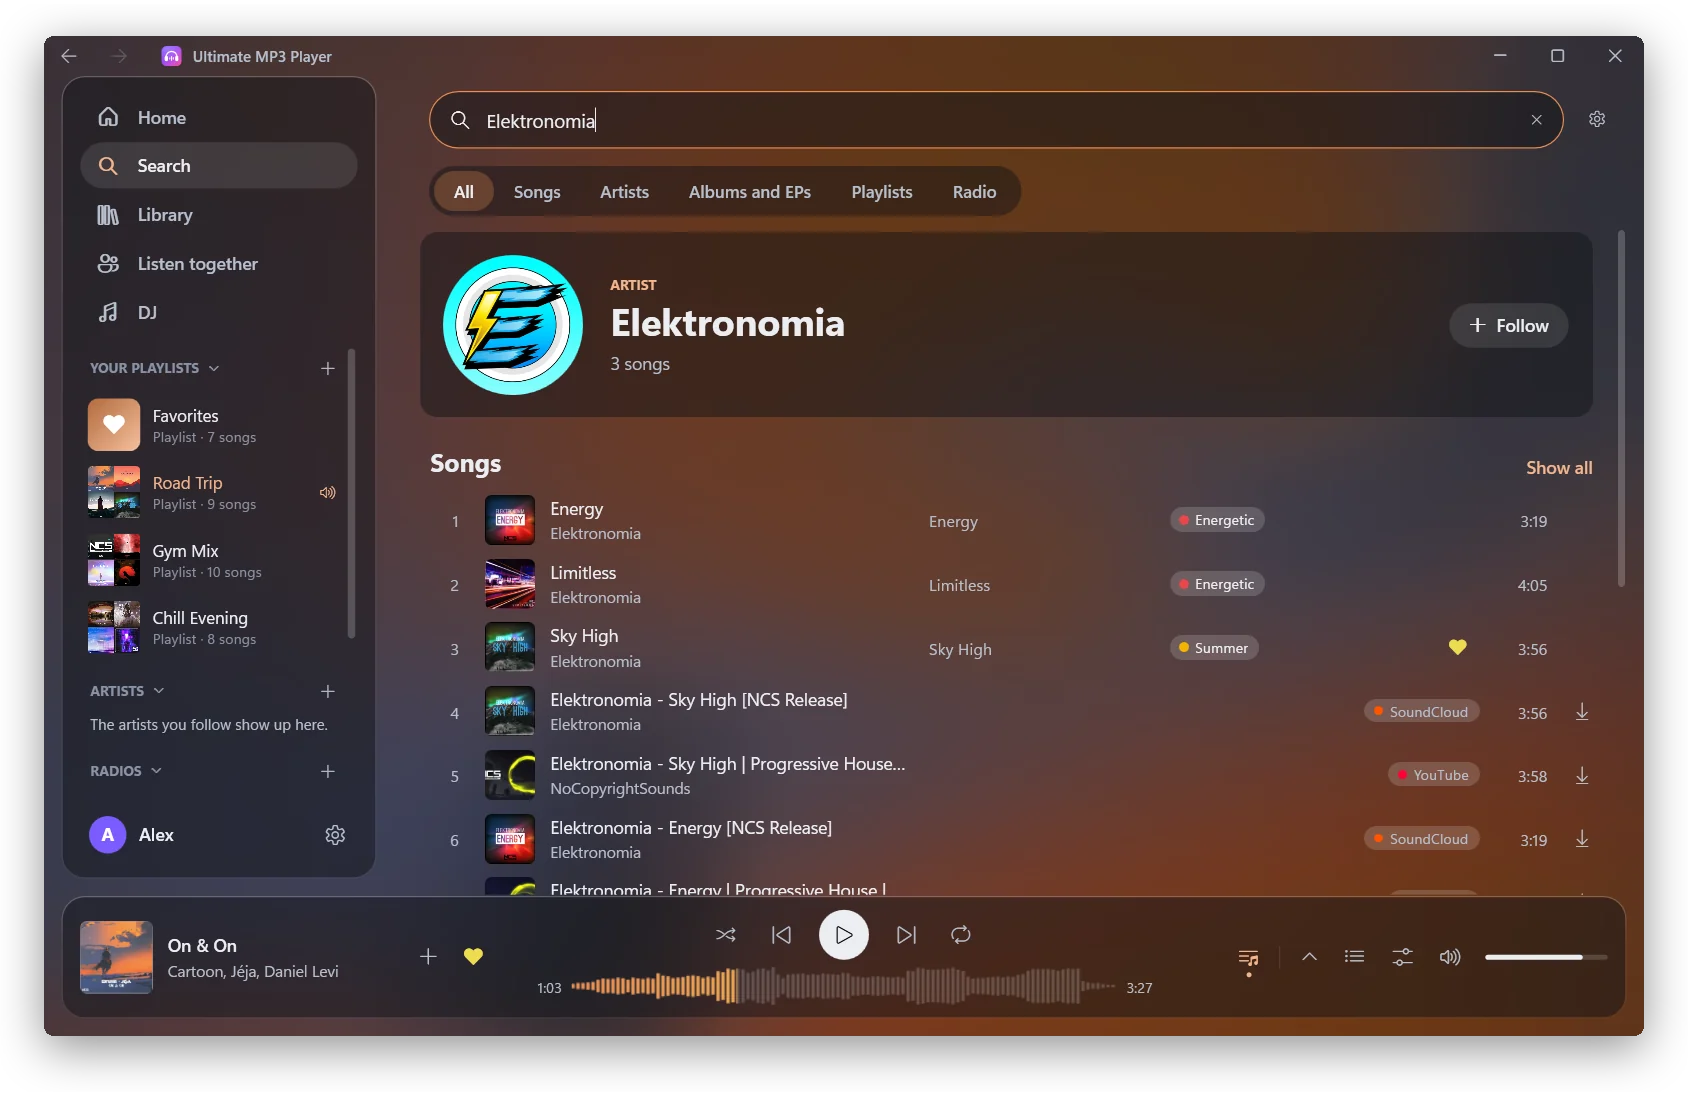 Ultimate MP3 Player
Home
Search
Library
Listen together
DJ
YOUR PLAYLISTS
Favorites
Playlist · 7 songs
Road Trip
Playlist · 9 songs
Gym Mix
Playlist · 10 songs
Chill Evening
Playlist · 8 songs
ARTISTS
The artists you follow show up here.
RADIOS
A Alex
Elektronomia
All Songs Artists Albums and EPs Playlists Radio
ARTIST
Elektronomia
3 songs
Follow
Songs
Show all
1 Energy Energy Energetic 3:19
Elektronomia
2 Limitless Limitless Energetic 4:05
Elektronomia
3 Sky High Sky High Summer 3:56
Elektronomia
4 Elektronomia - Sky High [NCS Release] SoundCloud 3:56
Elektronomia
5 Elektronomia - Sky High | Progressive House... YouTube 3:58
NoCopyrightSounds
6 Elektronomia - Energy [NCS Release] SoundCloud 3:19
Elektronomia
Elektronomia - Energy | Progressive House |
On & On
Cartoon, Jéja, Daniel Levi
1:03
3:27